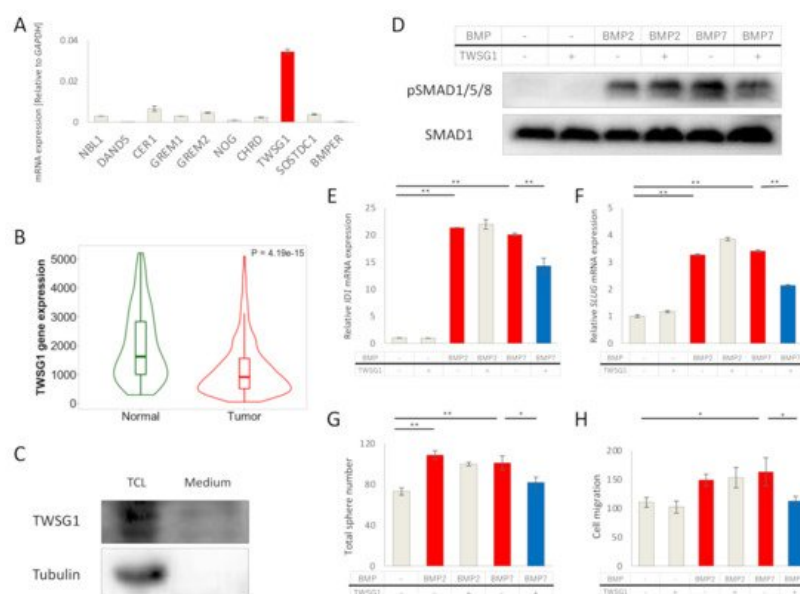 A
mRNA expression [Relative to GAPDH]
0.04
0.02
0
NBL1
DAND5
CER1
GREM1
GREM2
NOG
CHRD
TWSG1
SOSTDC1
BMPER
B
TWSG1 gene expression
5000
4000
3000
2000
1000
0
P = 4.19e-15
Normal
Tumor
C
TCL Medium
TWSG1
Tubulin
D
BMP - - BMP2 BMP2 BMP7 BMP7
TWSG1 - + - + - +
pSMAD1/5/8
SMAD1
E
** **
**
Relative ID1 mRNA expression
25
20
15
10
5
0
BMP - - BMP2 BMP2 BMP7 BMP7
TWSG1 - + - + - +
F
** **
**
Relative SLUG mRNA expression
5
4
3
2
1
0
BMP - - BMP2 BMP2 BMP7 BMP7
TWSG1 - + - + - +
G
** *
**
Total sphere number
120
80
40
0
BMP - BMP2 BMP2 BMP7 BMP7
TWSG1 - - + - +
H
* *
Cell migration
200
150
100
50
0
BMP - - BMP2 BMP2 BMP7 BMP7
TWSG1 - + - + - +